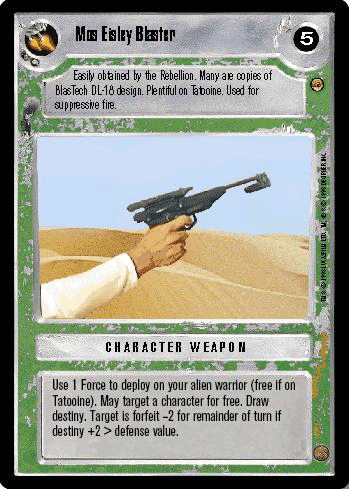 Mos Eisley Blaster
5
Easily obtained by the Rebellion. Many are copies of
BlasTech DL-18 design. Plentiful on Tatooine. Used for
suppressive fire.
CHARACTER WEAPON
Use 1 Force to deploy on your alien warrior (free if on
Tatooine). May target a character for free. Draw
destiny. Target is forfeit –2 for remainder of turn if
destiny +2 > defense value.